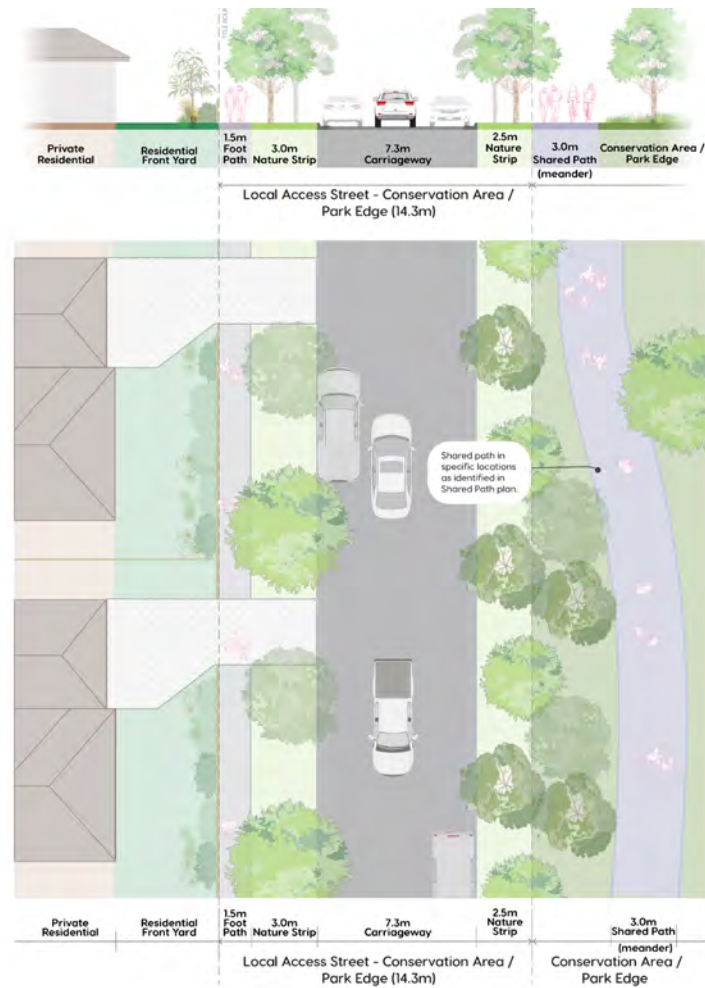 Private
Residential
Residential
Front Yard
1.5m
Foot
Path
3.0m
Nature Strip
7.3m
Carriageway
2.5m
Nature
Strip
3.0m
Shared Path
(meander)
Conservation Area /
Park Edge
Local Access Street - Conservation Area /
Park Edge (14.3m)
Shared path in
specific locations
as identified in
Shared Path plan.
Private
Residential
Residential
Front Yard
1.5m
Foot
Path
3.0m
Nature Strip
7.3m
Carriageway
2.5m
Nature
Strip
3.0m
Shared Path
(meander)
Local Access Street - Conservation Area /
Park Edge (14.3m)
Conservation Area /
Park Edge